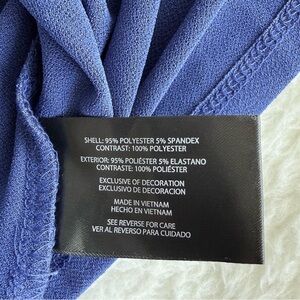 SHELL: 95% POLYESTER 5% SPANDEX
CONTRAST: 100% POLYESTER
EXTERIOR: 95% POLIÉSTER 5% ELASTANO
CONTRASTE: 100% POLIÉSTER
EXCLUSIVE OF DECORATION
EXCLUSIVO DE DECORACION
MADE IN VIETNAM
HECHO EN VIETNAM
SEE REVERSE FOR CARE
VER AL REVERSO PARA CUIDADO